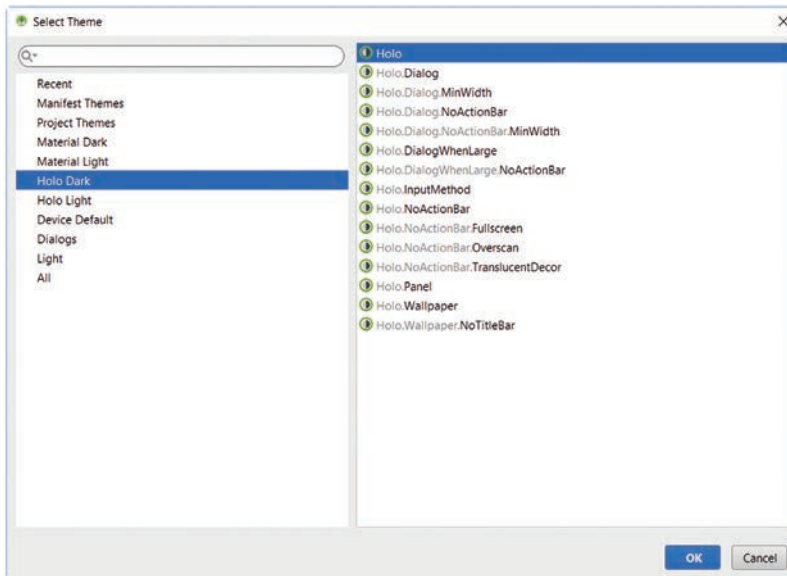 Select Theme
Recent
Manifest Themes
Project Themes
Material Dark
Material Light
Holo Dark
Holo Light
Device Default
Dialogs
Light
All
Holo
Holo.Dialog
Holo.Dialog.MinWidth
Holo.Dialog.NoActionBar
Holo.Dialog.NoActionBar.MinWidth
Holo.DialogWhenLarge
Holo.DialogWhenLarge.NoActionBar
Holo.InputMethod
Holo.NoActionBar
Holo.NoActionBar.Fullscreen
Holo.NoActionBar.Overscan
Holo.NoActionBar.TranslucentDecor
Holo.Panel
Holo.Wallpaper
Holo.Wallpaper.NoTitleBar
OK
Cancel